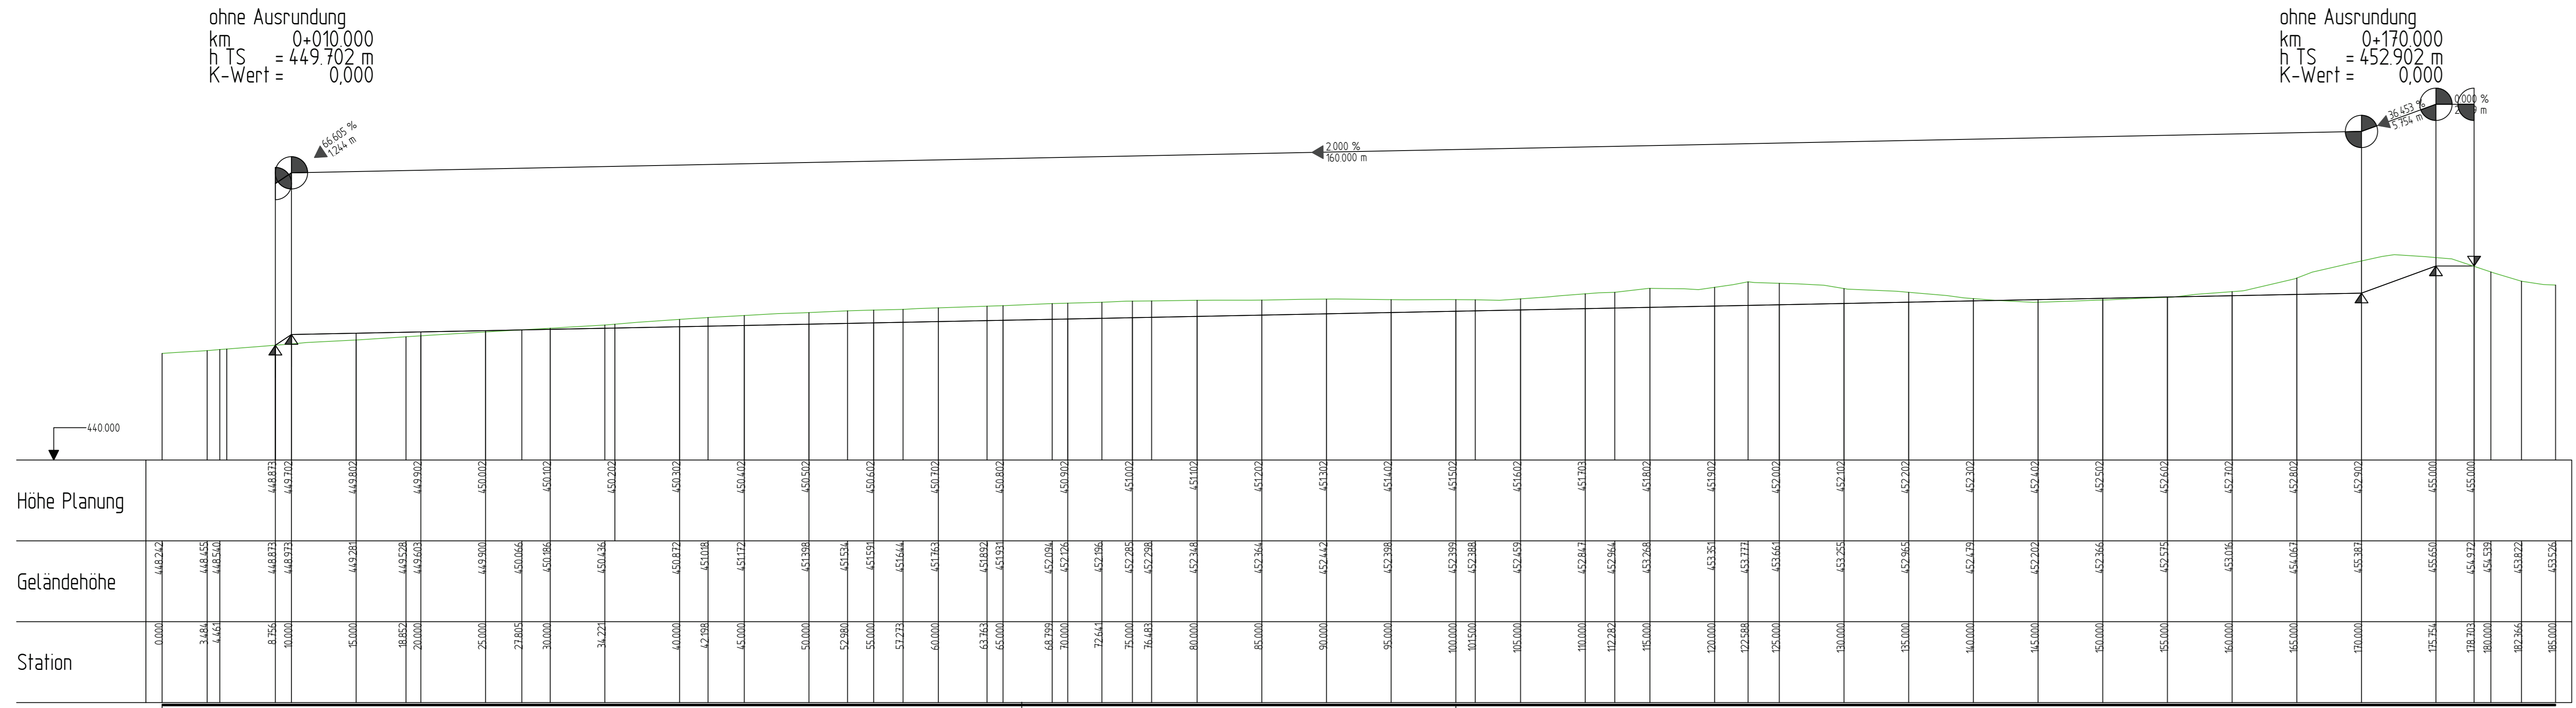 ohne Ausrundung
km 0+010.000
h TS = 449.702 m
K-Wert = 0,000
ohne Ausrundung
km 0+170.000
h TS = 452.902 m
K-Wert = 0,000
66.605 %
1.244 m
2.000 %
160.000 m
36.453 %
5.754 m
0.000 %
m
440.000
Höhe Planung
448.873 449.702 449.802 449.902 450.002 450.102 450.202 450.302 450.402 450.502 450.602 450.702 450.802 450.902 451.002 451.102 451.202 451.302 451.402 451.502 451.602 451.703 451.802 451.902 452.002 452.102 452.202 452.302 452.402 452.502 452.602 452.702 452.802 452.902 455.000 455.000
Geländehöhe
448.242 448.455 448.540 448.873 448.973 449.281 449.528 449.603 449.900 450.066 450.186 450.436 450.872 451.018 451.172 451.398 451.534 451.591 451.644 451.763 451.892 451.931 452.094 452.126 452.196 452.285 452.298 452.348 452.364 452.442 452.398 452.399 452.388 452.459 452.847 452.964 453.268 453.351 453.777 453.661 453.255 452.965 452.479 452.202 452.366 452.575 453.016 454.067 455.387 455.650 454.972 454.539 453.822 453.526
Station
0.000 3.484 4.461 8.756 10.000 15.000 18.852 20.000 25.000 27.805 30.000 34.221 40.000 42.198 45.000 50.000 52.980 55.000 57.273 60.000 63.763 65.000 68.799 70.000 72.641 75.000 76.483 80.000 85.000 90.000 95.000 100.000 101.500 105.000 110.000 112.282 115.000 120.000 122.588 125.000 130.000 135.000 140.000 145.000 150.000 155.000 160.000 165.000 170.000 175.754 178.703 180.000 182.366 185.000